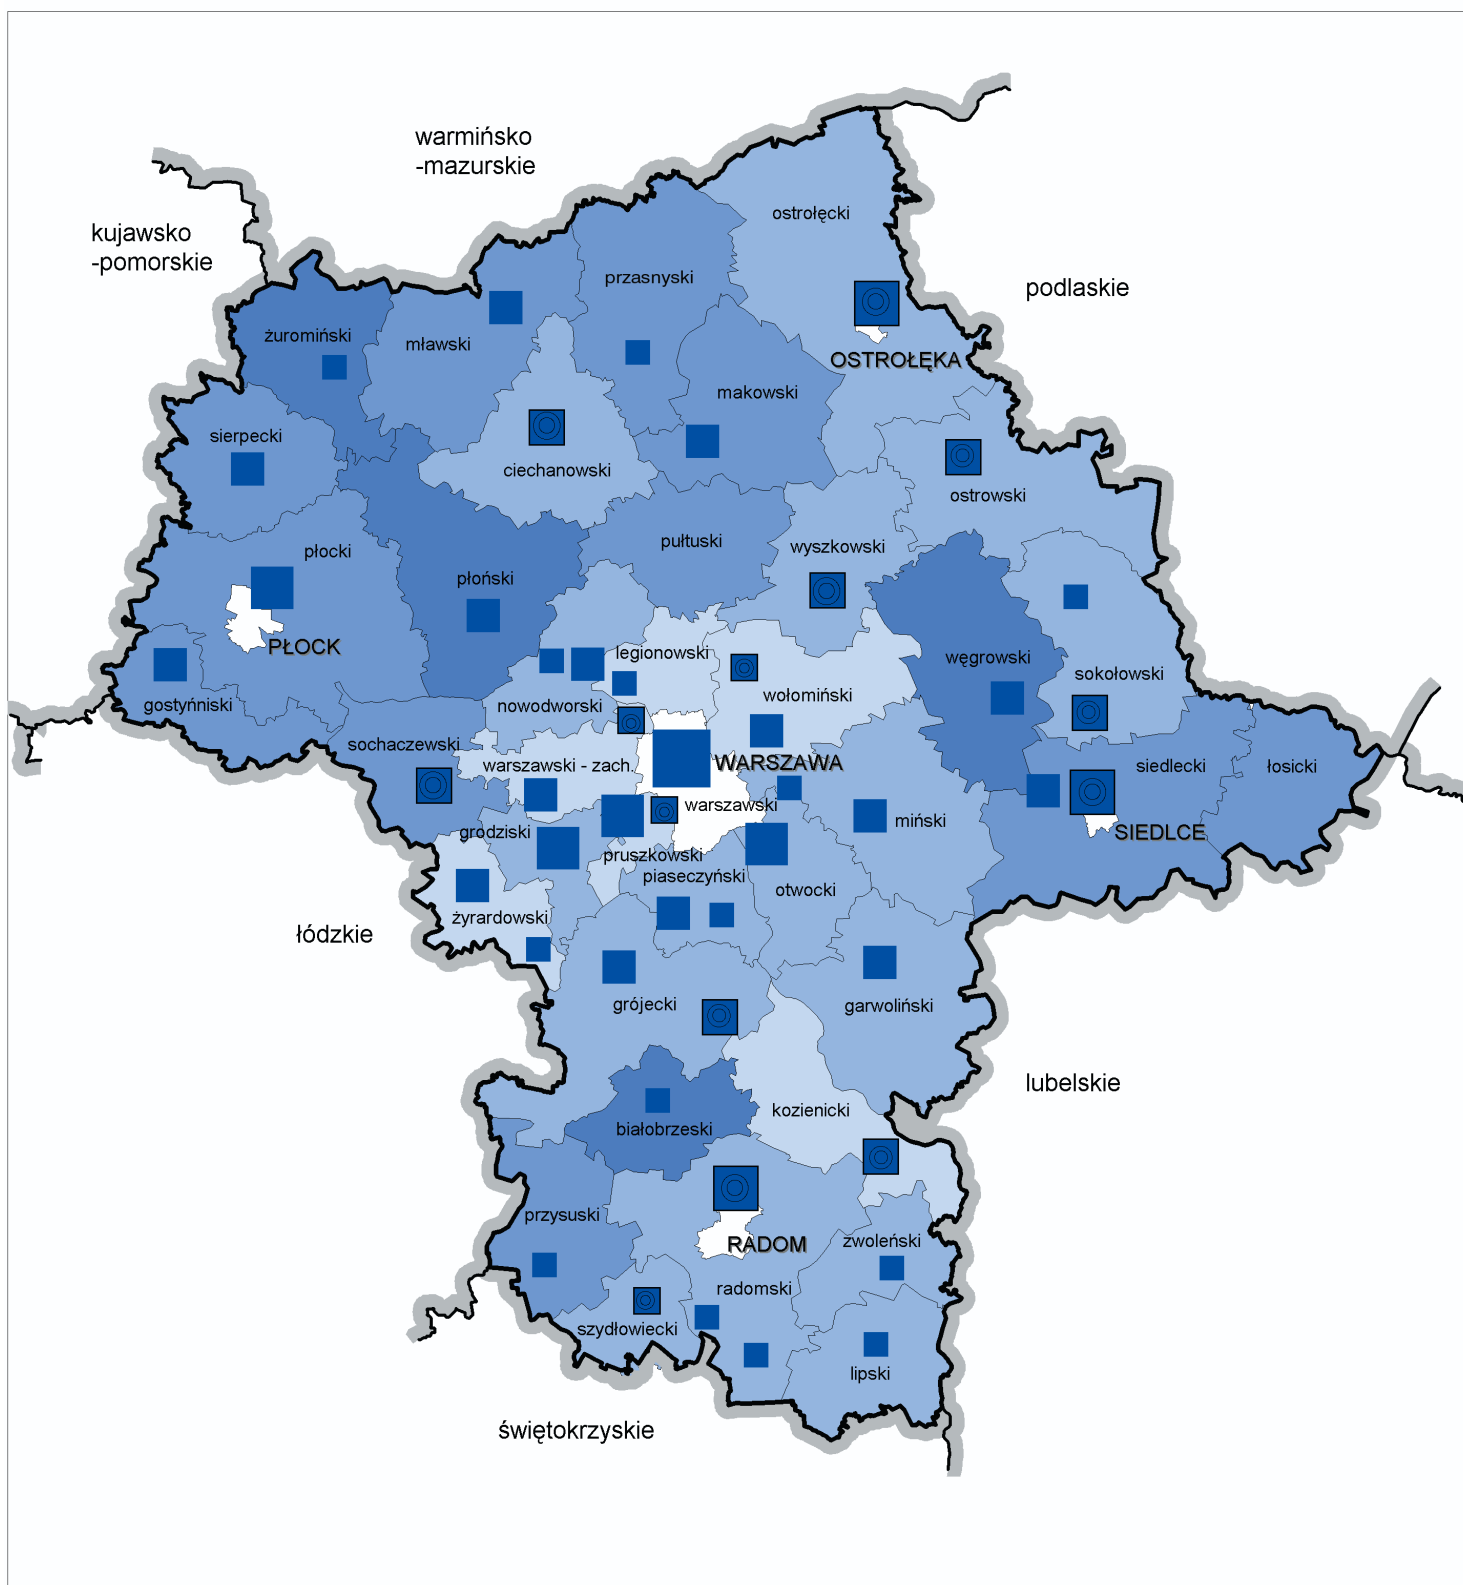 warmińsko
-mazurskie
kujawsko
-pomorskie
podlaskie
ostrołęcki
przasnyski
żuromiński
mławski
OSTROŁĘKA
makowski
sierpecki
ciechanowski
ostrowski
płocki
pułtuski
wyszkowski
płoński
PŁOCK
legionowski
węgrowski
sokołowski
wołomiński
gostyńniski
nowodworski
sochaczewski
warszawski - zach.
WARSZAWA
siedlecki
łosicki
warszawski
miński
grodziski
SIEDLCE
pruszkowski
piaseczyński
otwocki
żyrardowski
łódzkie
grójecki
garwoliński
lubelskie
kozienicki
białobrzeski
przysuski
RADOM
zwoleński
radomski
szydłowiecki
lipski
świętokrzyskie